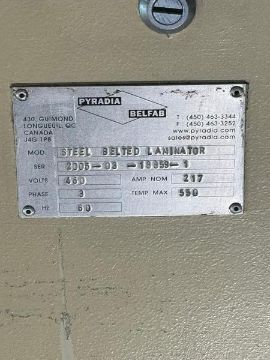 PYRADIA
BELFAB
430, GUIMOND
LONGUEUIL, QC
CANADA
J4G 1P8
T (450) 463-3344
F (450) 463-3252
www.pyradia.com
sales@pyradia.com
MOD. STEEL BELTED LAMINATOR
SER 2005-03-
VOLTS 460 AMP NOM 217
PHASE 3 TEMP MAX 550
Hz 60